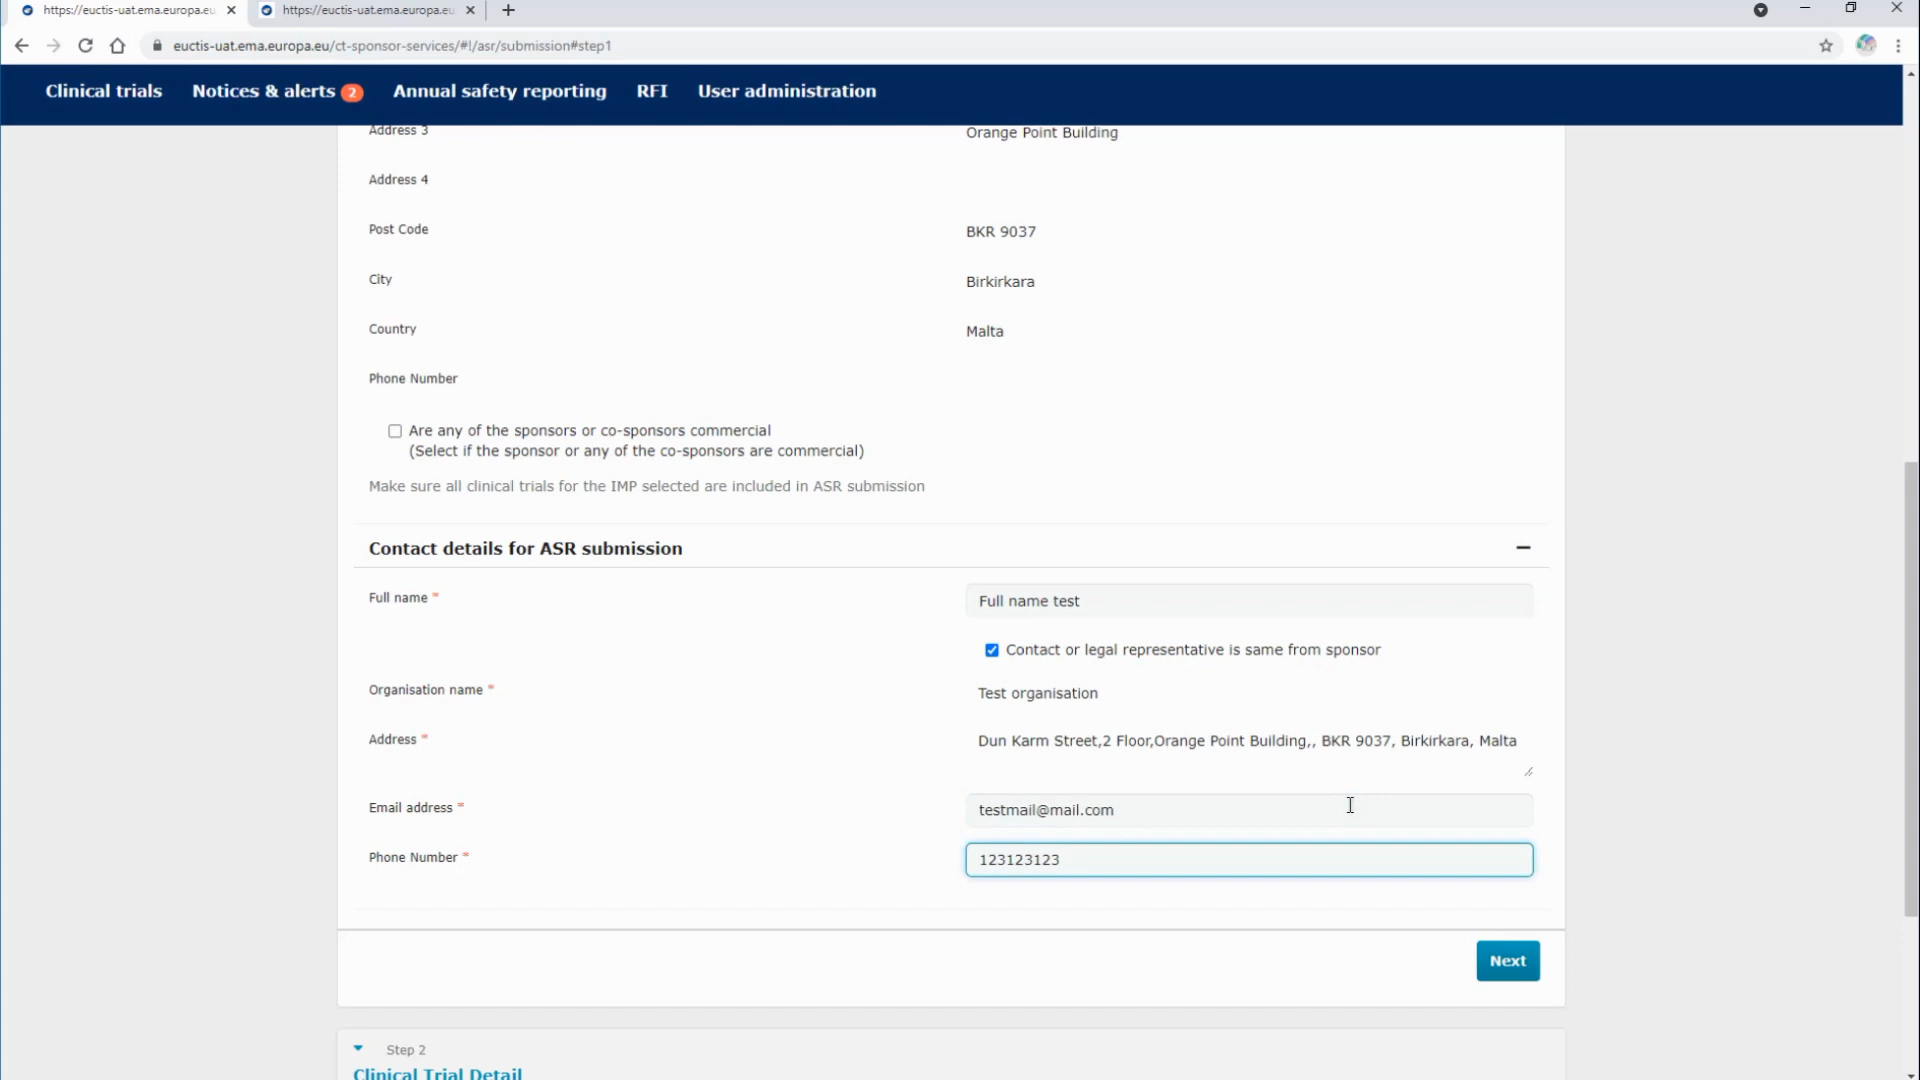 https://euctis-uat.ema.europa.eu
https://euctis-uat.ema.europa.eu
euctis-uat.ema.europa.eu/ct-sponsor-services/#!/asr/submission#step1
Clinical trials Notices & alerts 2 Annual safety reporting RFI User administration
Address 3 Orange Point Building
Address 4
Post Code BKR 9037
City Birkirkara
Country Malta
Phone Number
Are any of the sponsors or co-sponsors commercial
(Select if the sponsor or any of the co-sponsors are commercial)
Make sure all clinical trials for the IMP selected are included in ASR submission
Contact details for ASR submission
Full name * Full name test
Contact or legal representative is same from sponsor
Organisation name * Test organisation
Address * Dun Karm Street,2 Floor,Orange Point Building,, BKR 9037, Birkirkara, Malta
Email address * testmail@mail.com
Phone Number * 123123123
Next
Step 2
Clinical Trial Detail